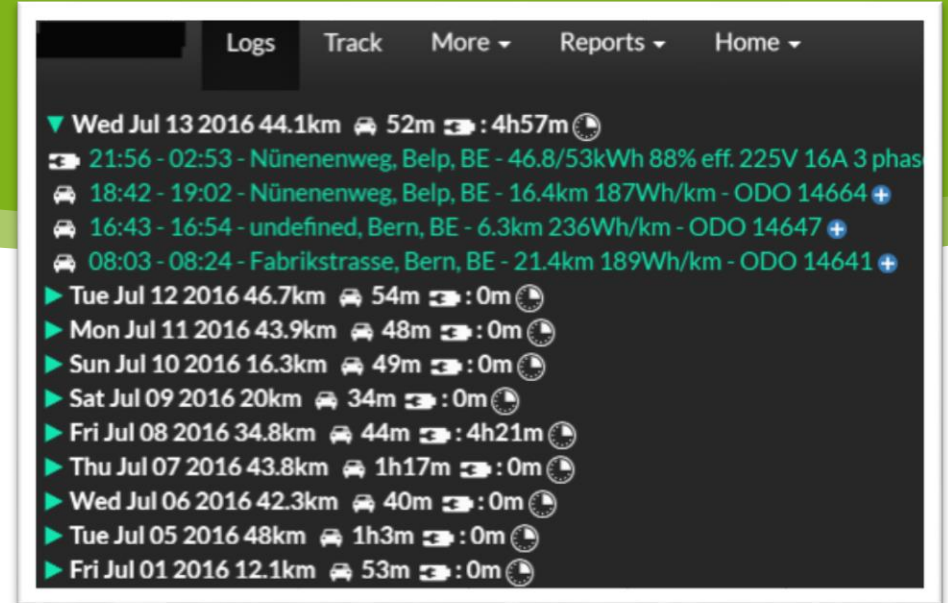 Logs Track More Reports Home
Wed Jul 13 2016 44.1km 52m : 4h57m
21:56 - 02:53 - Nünenenweg, Belp, BE - 46.8/53kWh 88% eff. 225V 16A 3 phas
18:42 - 19:02 - Nünenenweg, Belp, BE - 16.4km 187Wh/km - ODO 14664
16:43 - 16:54 - undefined, Bern, BE - 6.3km 236Wh/km - ODO 14647
08:03 - 08:24 - Fabrikstrasse, Bern, BE - 21.4km 189Wh/km - ODO 14641
Tue Jul 12 2016 46.7km 54m : 0m
Mon Jul 11 2016 43.9km 48m : 0m
Sun Jul 10 2016 16.3km 49m : 0m
Sat Jul 09 2016 20km 34m : 0m
Fri Jul 08 2016 34.8km 44m : 4h21m
Thu Jul 07 2016 43.8km 1h17m : 0m
Wed Jul 06 2016 42.3km 40m : 0m
Tue Jul 05 2016 48km 1h3m : 0m
Fri Jul 01 2016 12.1km 53m : 0m